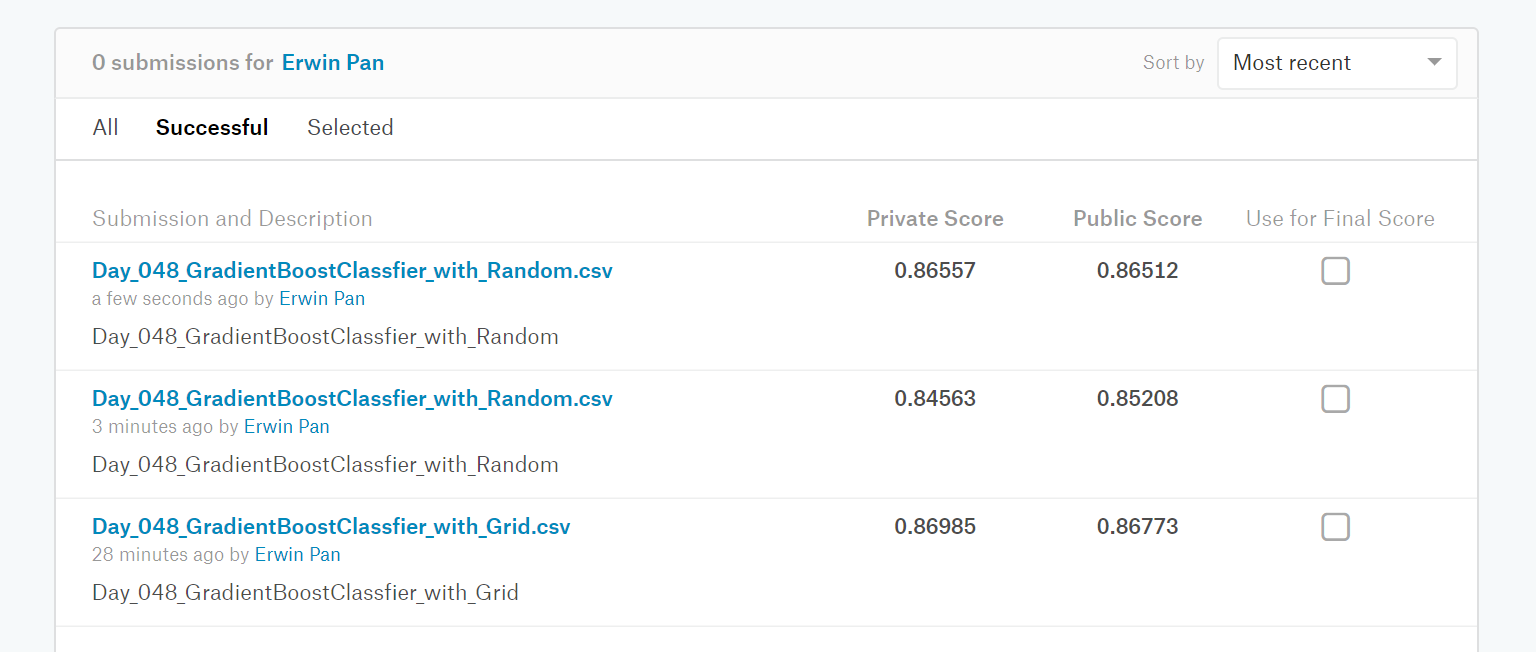 0 submissions for Erwin Pan
Sort by Most recent
All Successful Selected
Submission and Description Private Score Public Score Use for Final Score
Day_048_GradientBoostClassfier_with_Random.csv 0.86557 0.86512
a few seconds ago by Erwin Pan
Day_048_GradientBoostClassfier_with_Random
Day_048_GradientBoostClassfier_with_Random.csv 0.84563 0.85208
3 minutes ago by Erwin Pan
Day_048_GradientBoostClassfier_with_Random
Day_048_GradientBoostClassfier_with_Grid.csv 0.86985 0.86773
28 minutes ago by Erwin Pan
Day_048_GradientBoostClassfier_with_Grid